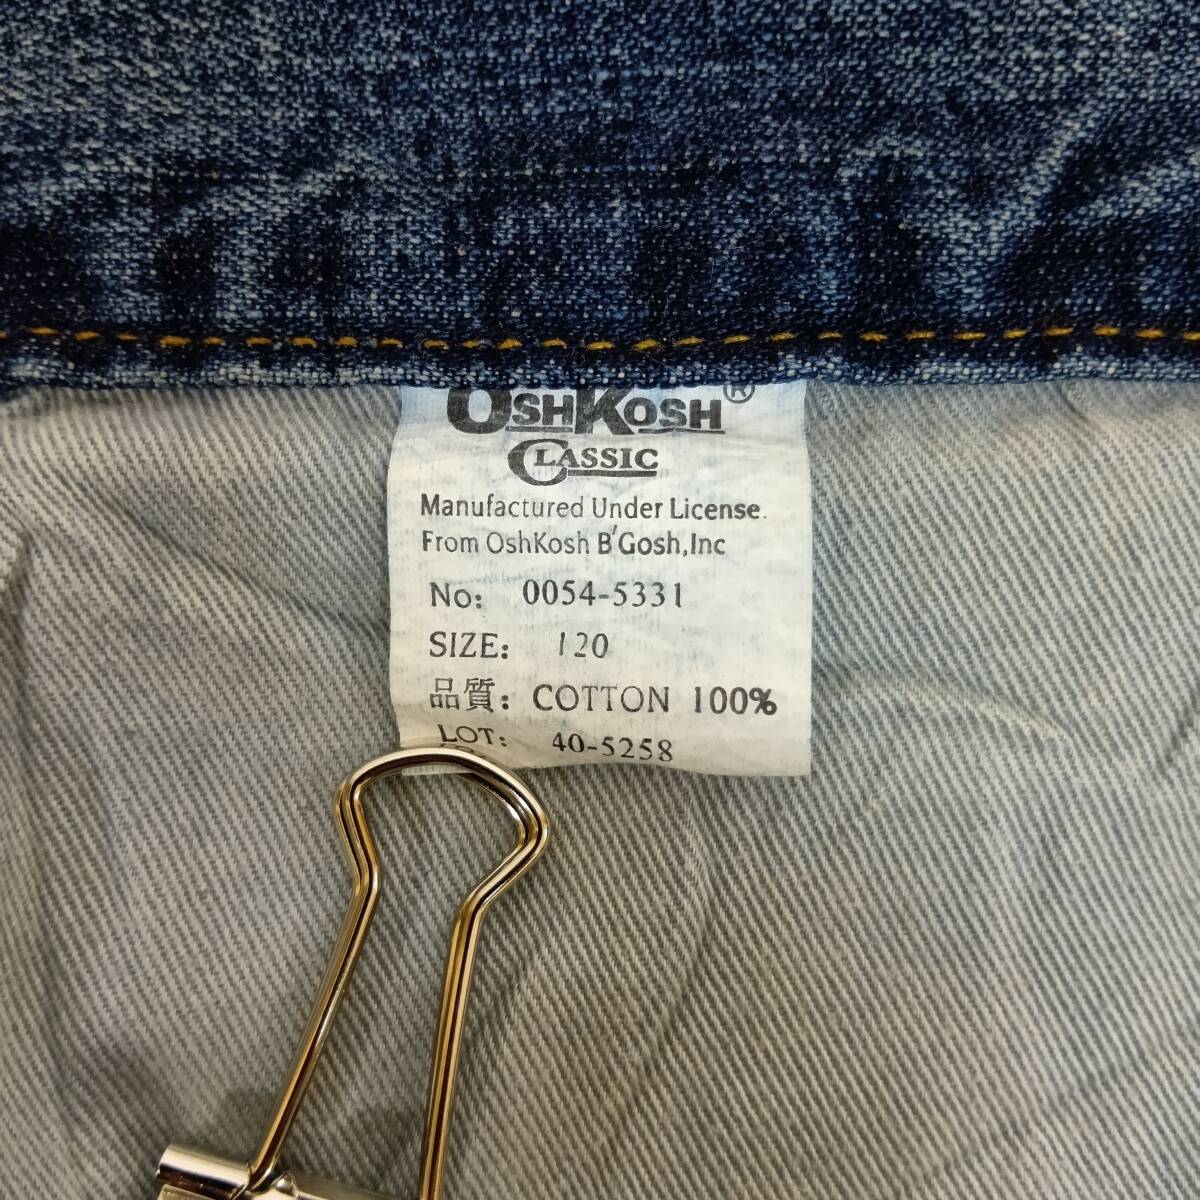 OSHKOSH®
CLASSIC
Manufactured Under License.
From OshKosh B'Gosh,Inc
No: 0054-5331
SIZE: 120
品質: COTTON 100%
LOT: 40-5258